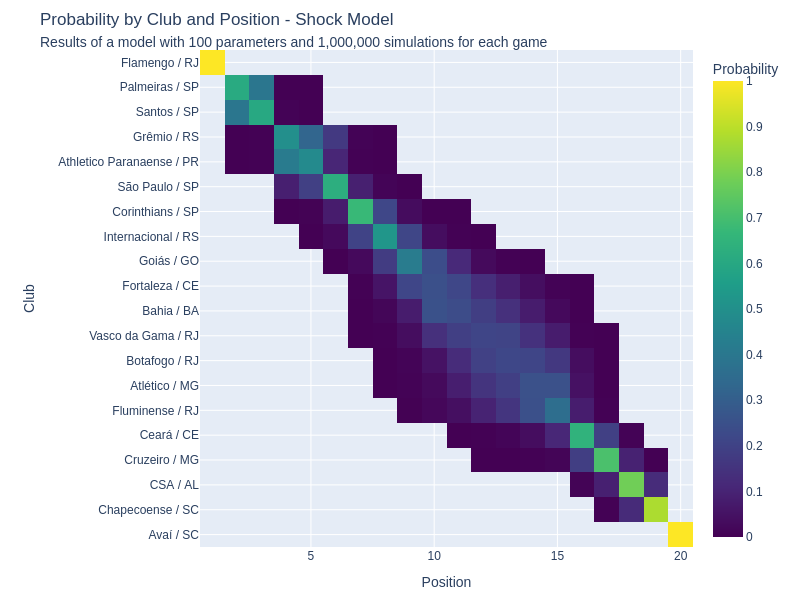 Probability by Club and Position - Shock Model
Results of a model with 100 parameters and 1,000,000 simulations for each game
Probability
Club
Flamengo / RJ
Palmeiras / SP
Santos / SP
Grêmio / RS
Athletico Paranaense / PR
São Paulo / SP
Corinthians / SP
Internacional / RS
Goiás / GO
Fortaleza / CE
Bahia / BA
Vasco da Gama / RJ
Botafogo / RJ
Atlético / MG
Fluminense / RJ
Ceará / CE
Cruzeiro / MG
CSA / AL
Chapecoense / SC
Avaí / SC
5 10 15 20
Position
1
0.9
0.8
0.7
0.6
0.5
0.4
0.3
0.2
0.1
0